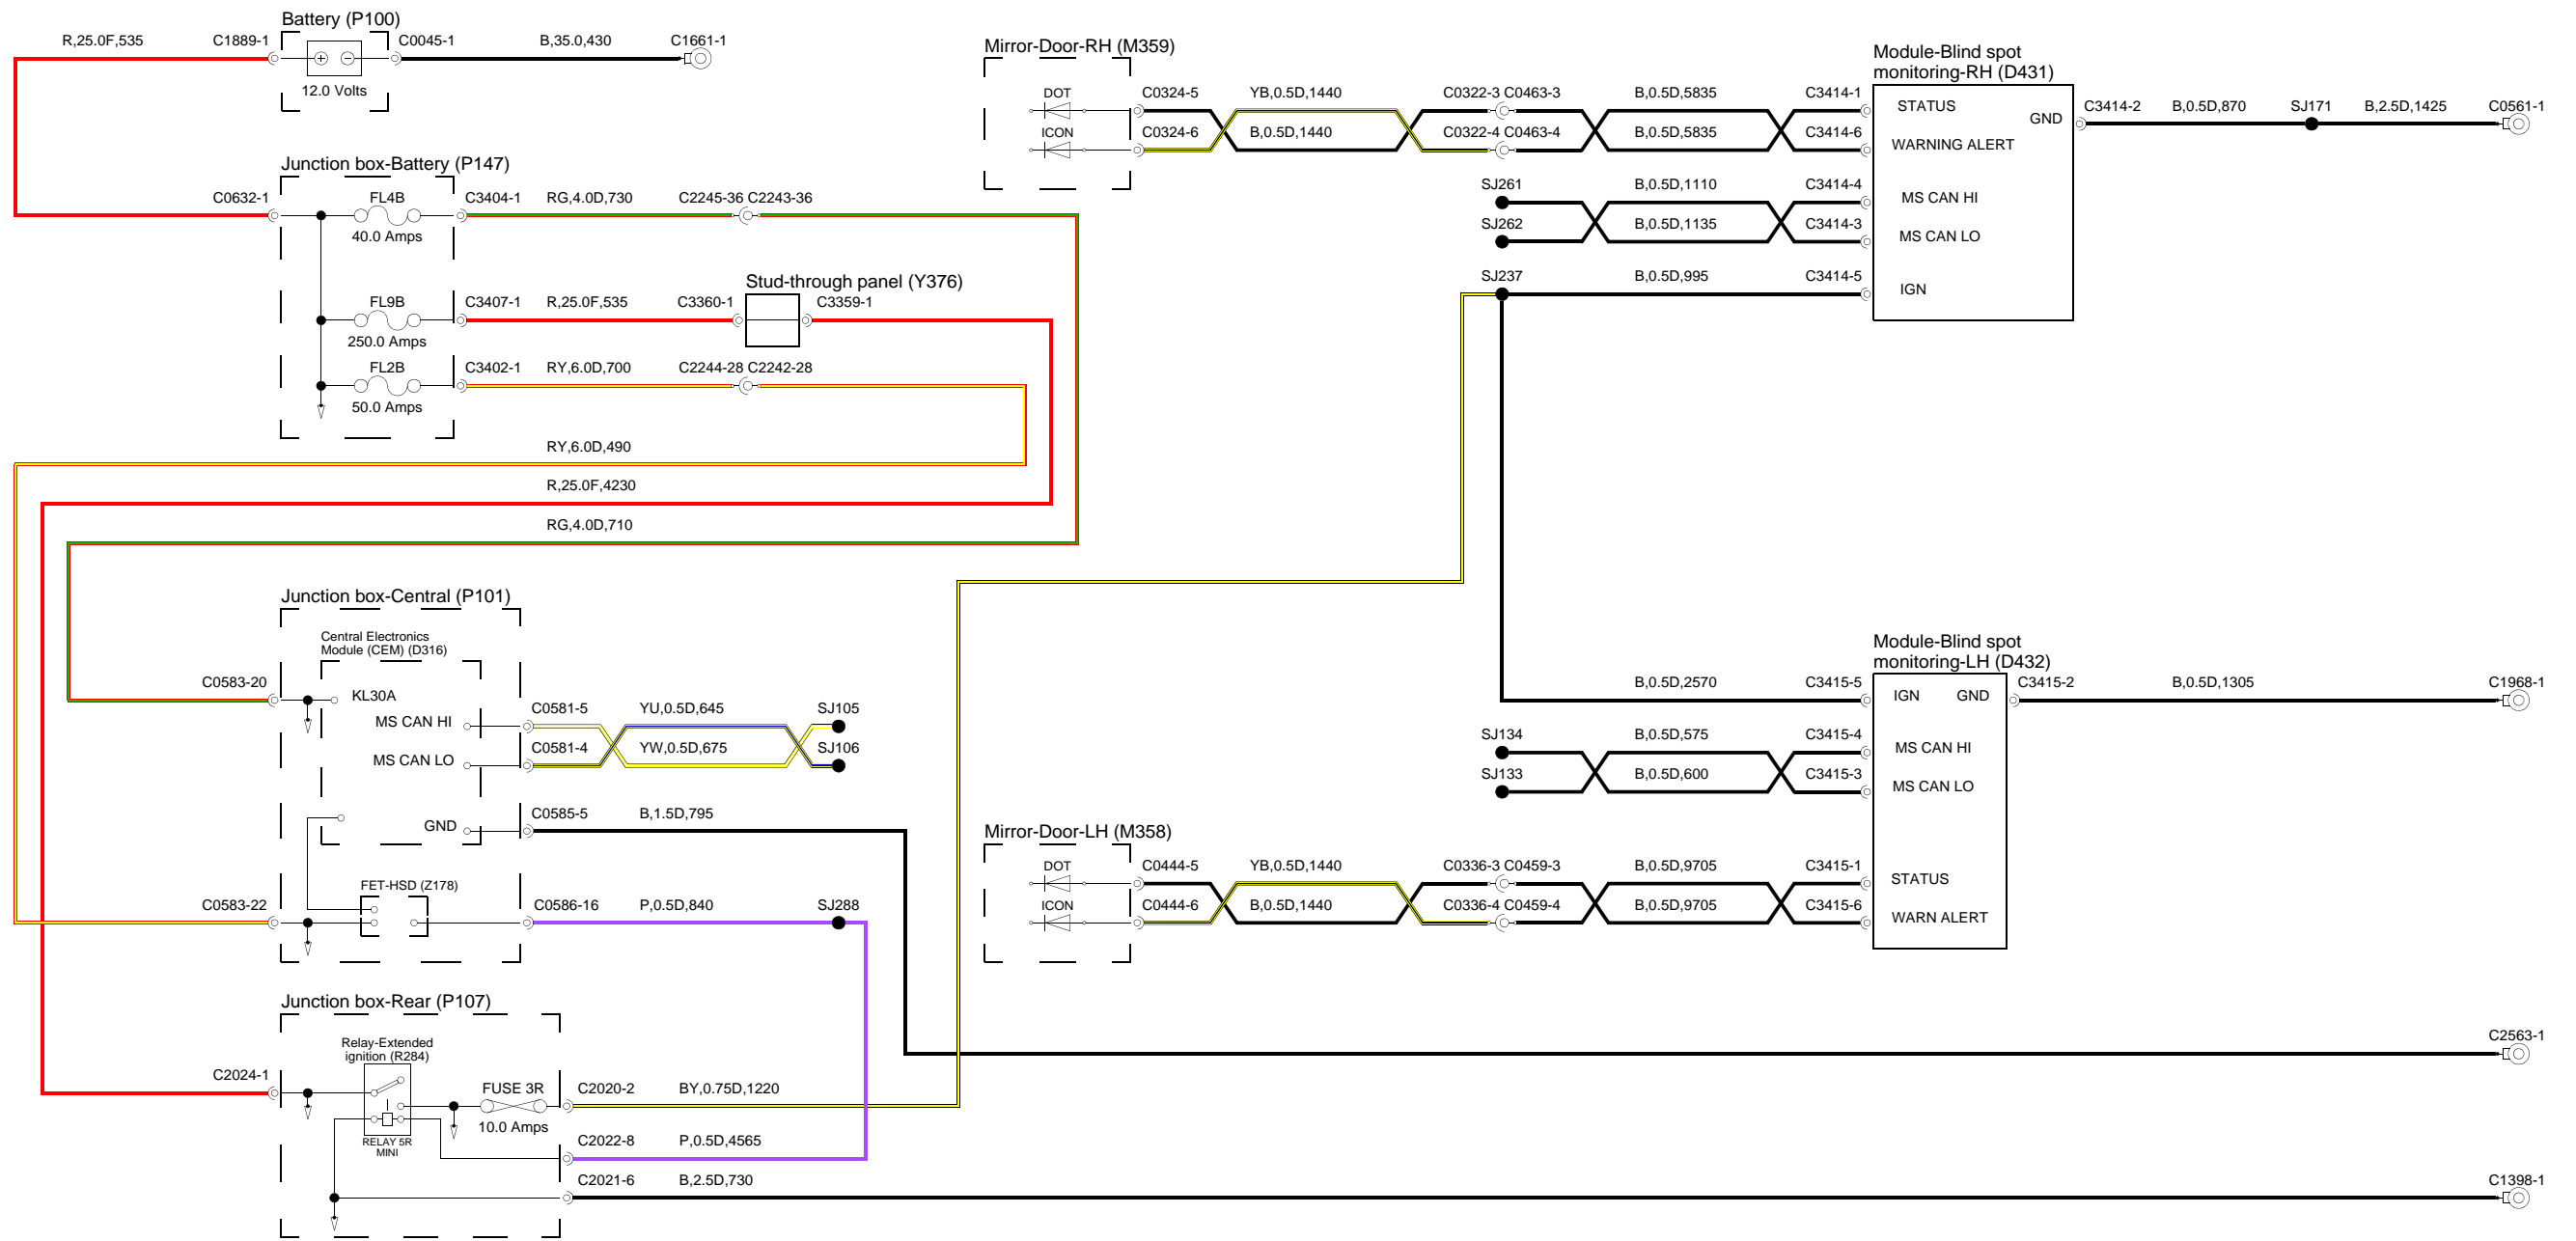 Battery (P100)
R,25.0F,535
C1889-1
C0045-1
B,35.0,430
C1661-1
12.0 Volts
Junction box-Battery (P147)
C0632-1
FL4B
40.0 Amps
C3404-1
RG,4.0D,730
C2245-36 C2243-36
Stud-through panel (Y376)
FL9B
250.0 Amps
C3407-1
R,25.0F,535
C3360-1
C3359-1
FL2B
50.0 Amps
C3402-1
RY,6.0D,700
C2244-28 C2242-28
RY,6.0D,490
R,25.0F,4230
RG,4.0D,710
Junction box-Central (P101)
Central Electronics
Module (CEM) (D316)
C0583-20
KL30A
MS CAN HI
C0581-5
YU,0.5D,645
SJ105
MS CAN LO
C0581-4
YW,0.5D,675
SJ106
GND
C0585-5
B,1.5D,795
FET-HSD (Z178)
C0583-22
C0586-16
P,0.5D,840
SJ288
Junction box-Rear (P107)
Relay-Extended
ignition (R284)
C2024-1
FUSE 3R
10.0 Amps
RELAY 5R
MINI
C2020-2
BY,0.75D,1220
C2022-8
P,0.5D,4565
C2021-6
B,2.5D,730
Mirror-Door-RH (M359)
DOT
C0324-5
YB,0.5D,1440
C0322-3 C0463-3
B,0.5D,5835
C3414-1
ICON
C0324-6
B,0.5D,1440
C0322-4 C0463-4
B,0.5D,5835
C3414-6
SJ261
B,0.5D,1110
C3414-4
SJ262
B,0.5D,1135
C3414-3
SJ237
B,0.5D,995
C3414-5
Module-Blind spot
monitoring-RH (D431)
STATUS
GND
WARNING ALERT
MS CAN HI
MS CAN LO
IGN
C3414-2
B,0.5D,870
SJ171
B,2.5D,1425
C0561-1
Module-Blind spot
monitoring-LH (D432)
B,0.5D,2570
C3415-5
IGN
GND
C3415-2
B,0.5D,1305
C1968-1
SJ134
B,0.5D,575
C3415-4
MS CAN HI
SJ133
B,0.5D,600
C3415-3
MS CAN LO
Mirror-Door-LH (M358)
DOT
C0444-5
YB,0.5D,1440
C0336-3 C0459-3
B,0.5D,9705
C3415-1
STATUS
ICON
C0444-6
B,0.5D,1440
C0336-4 C0459-4
B,0.5D,9705
C3415-6
WARN ALERT
C2563-1
C1398-1